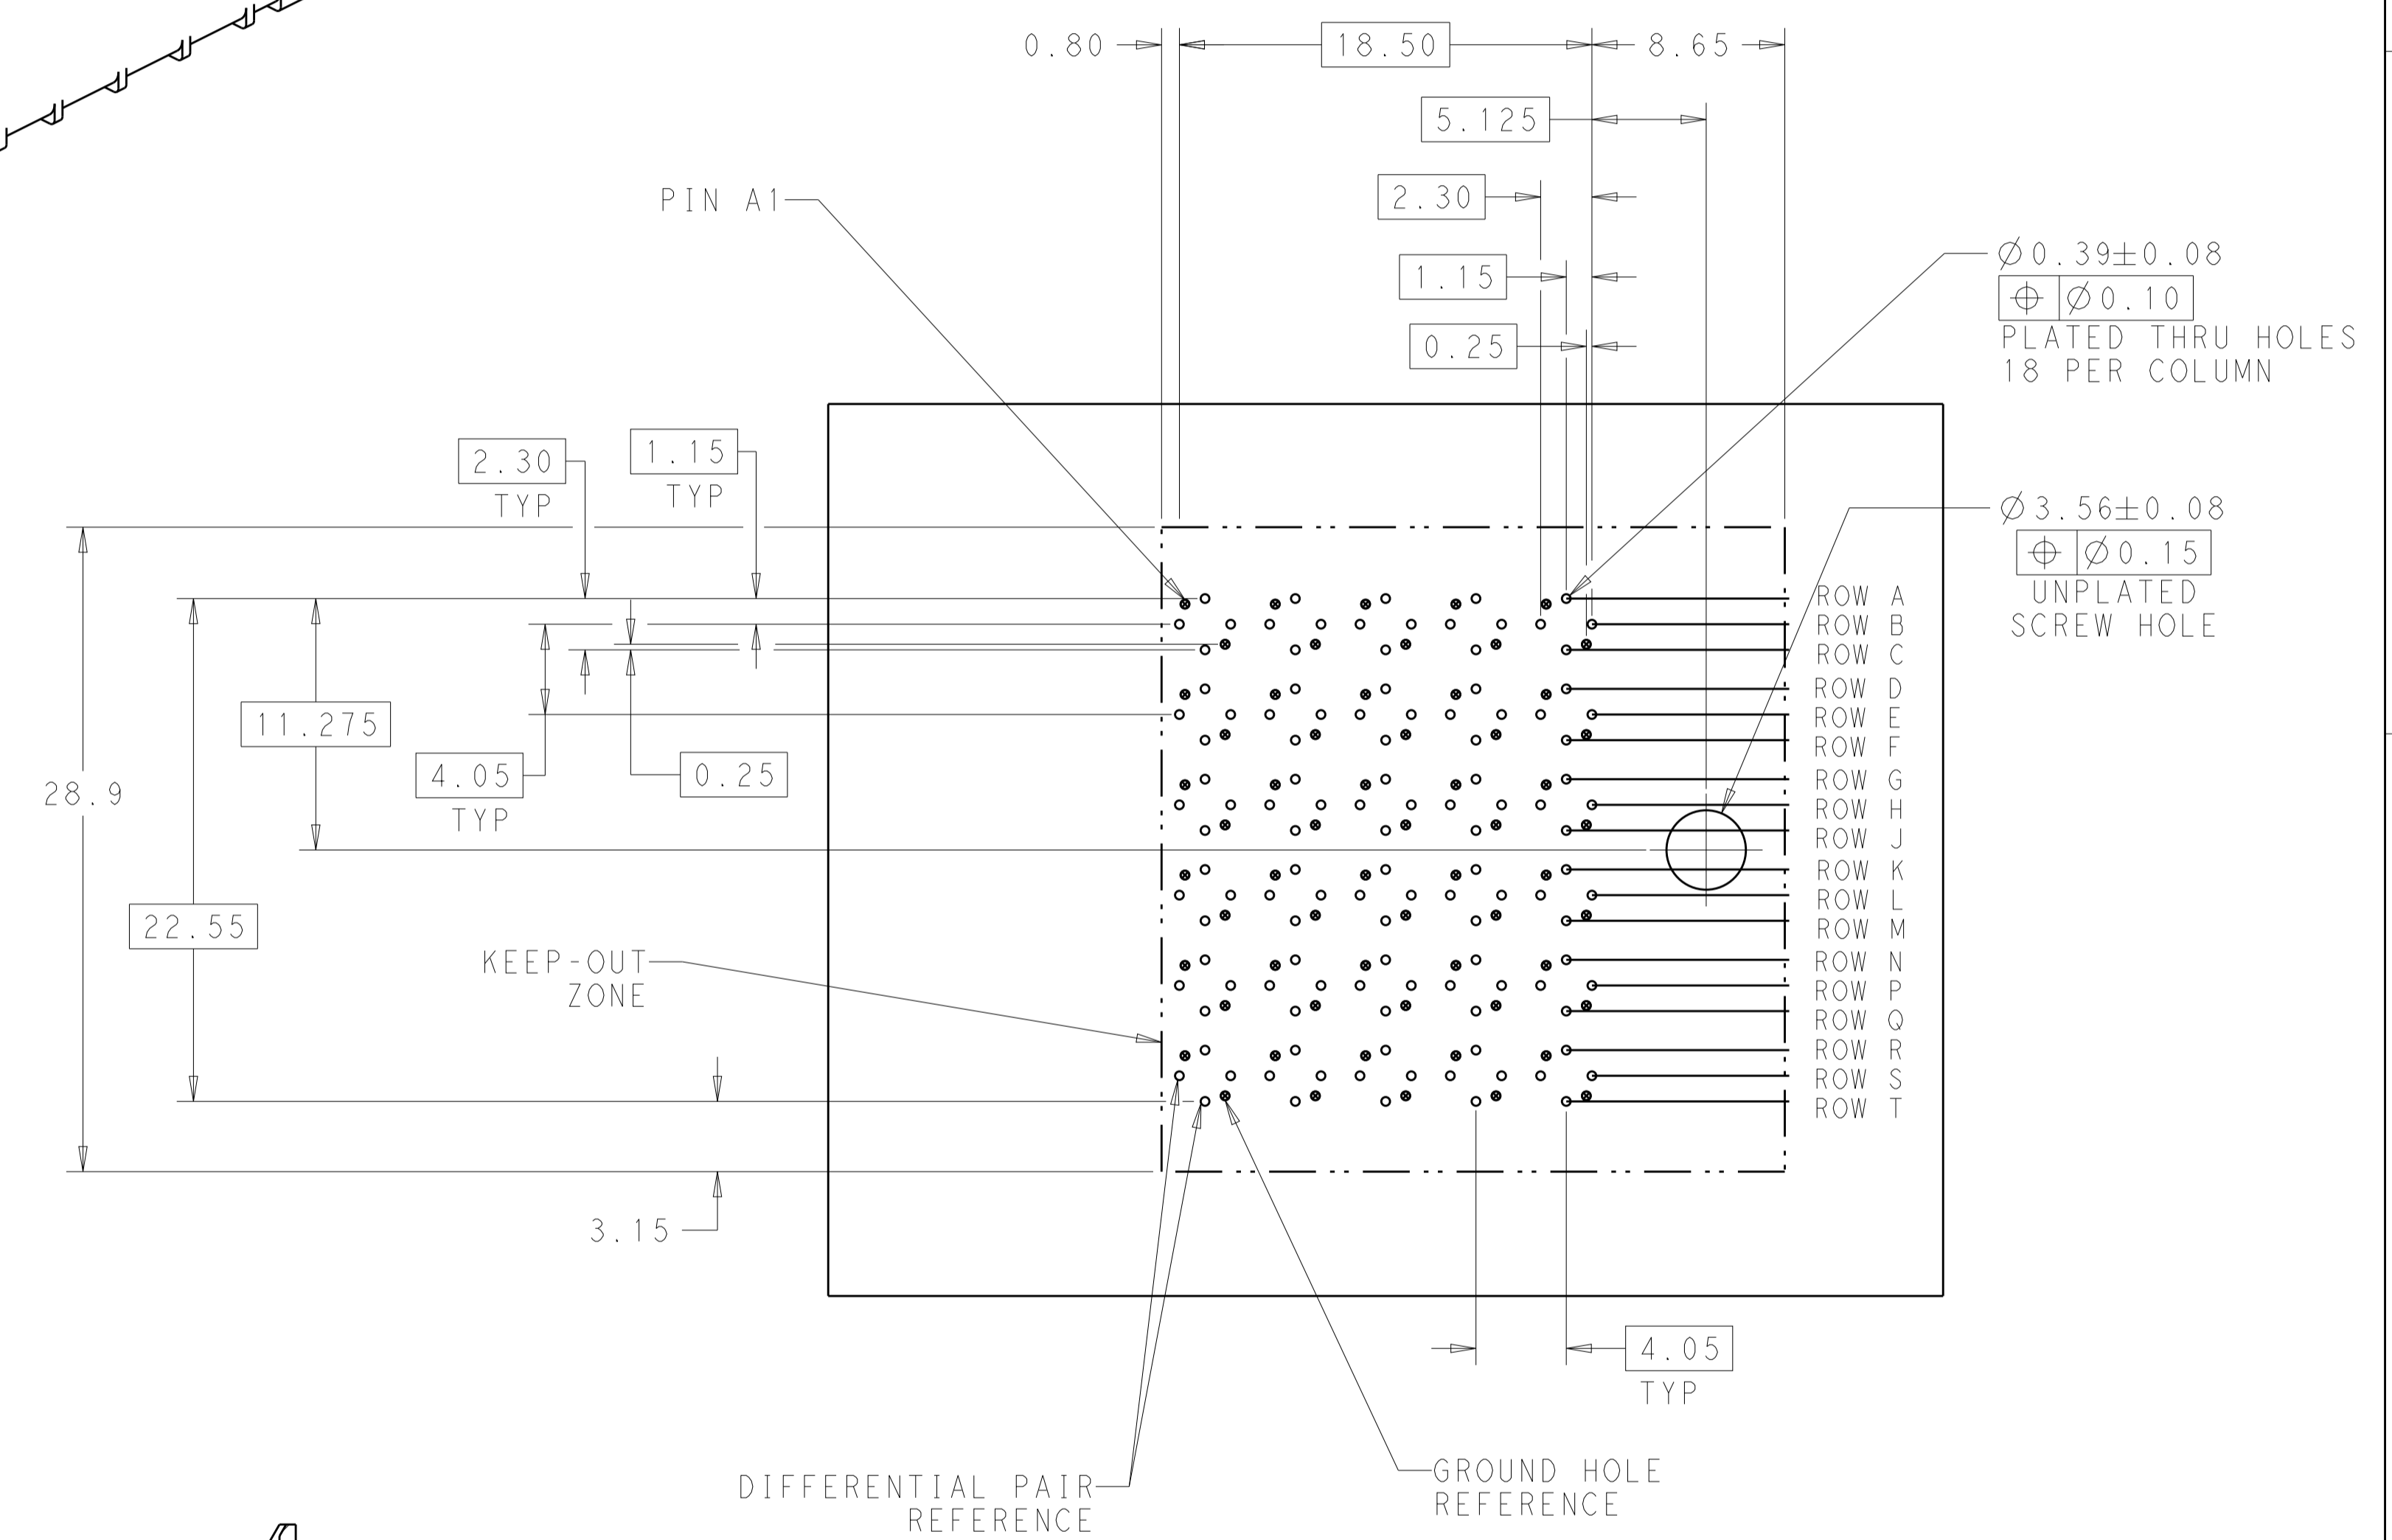 0.80
18.50
8.65
5.125
PIN A1
2.30
1.15
0.25
Ø0.39±0.08
⌖ Ø0.10
PLATED THRU HOLES
18 PER COLUMN
2.30
TYP
1.15
TYP
Ø3.56±0.08
⌖ Ø0.15
UNPLATED
SCREW HOLE
ROW A
ROW B
ROW C
ROW D
ROW E
ROW F
ROW G
ROW H
ROW J
ROW K
ROW L
ROW M
ROW N
ROW P
ROW Q
ROW R
ROW S
ROW T
11.275
4.05
TYP
0.25
28.9
22.55
KEEP-OUT
ZONE
3.15
4.05
TYP
DIFFERENTIAL PAIR
REFERENCE
GROUND HOLE
REFERENCE